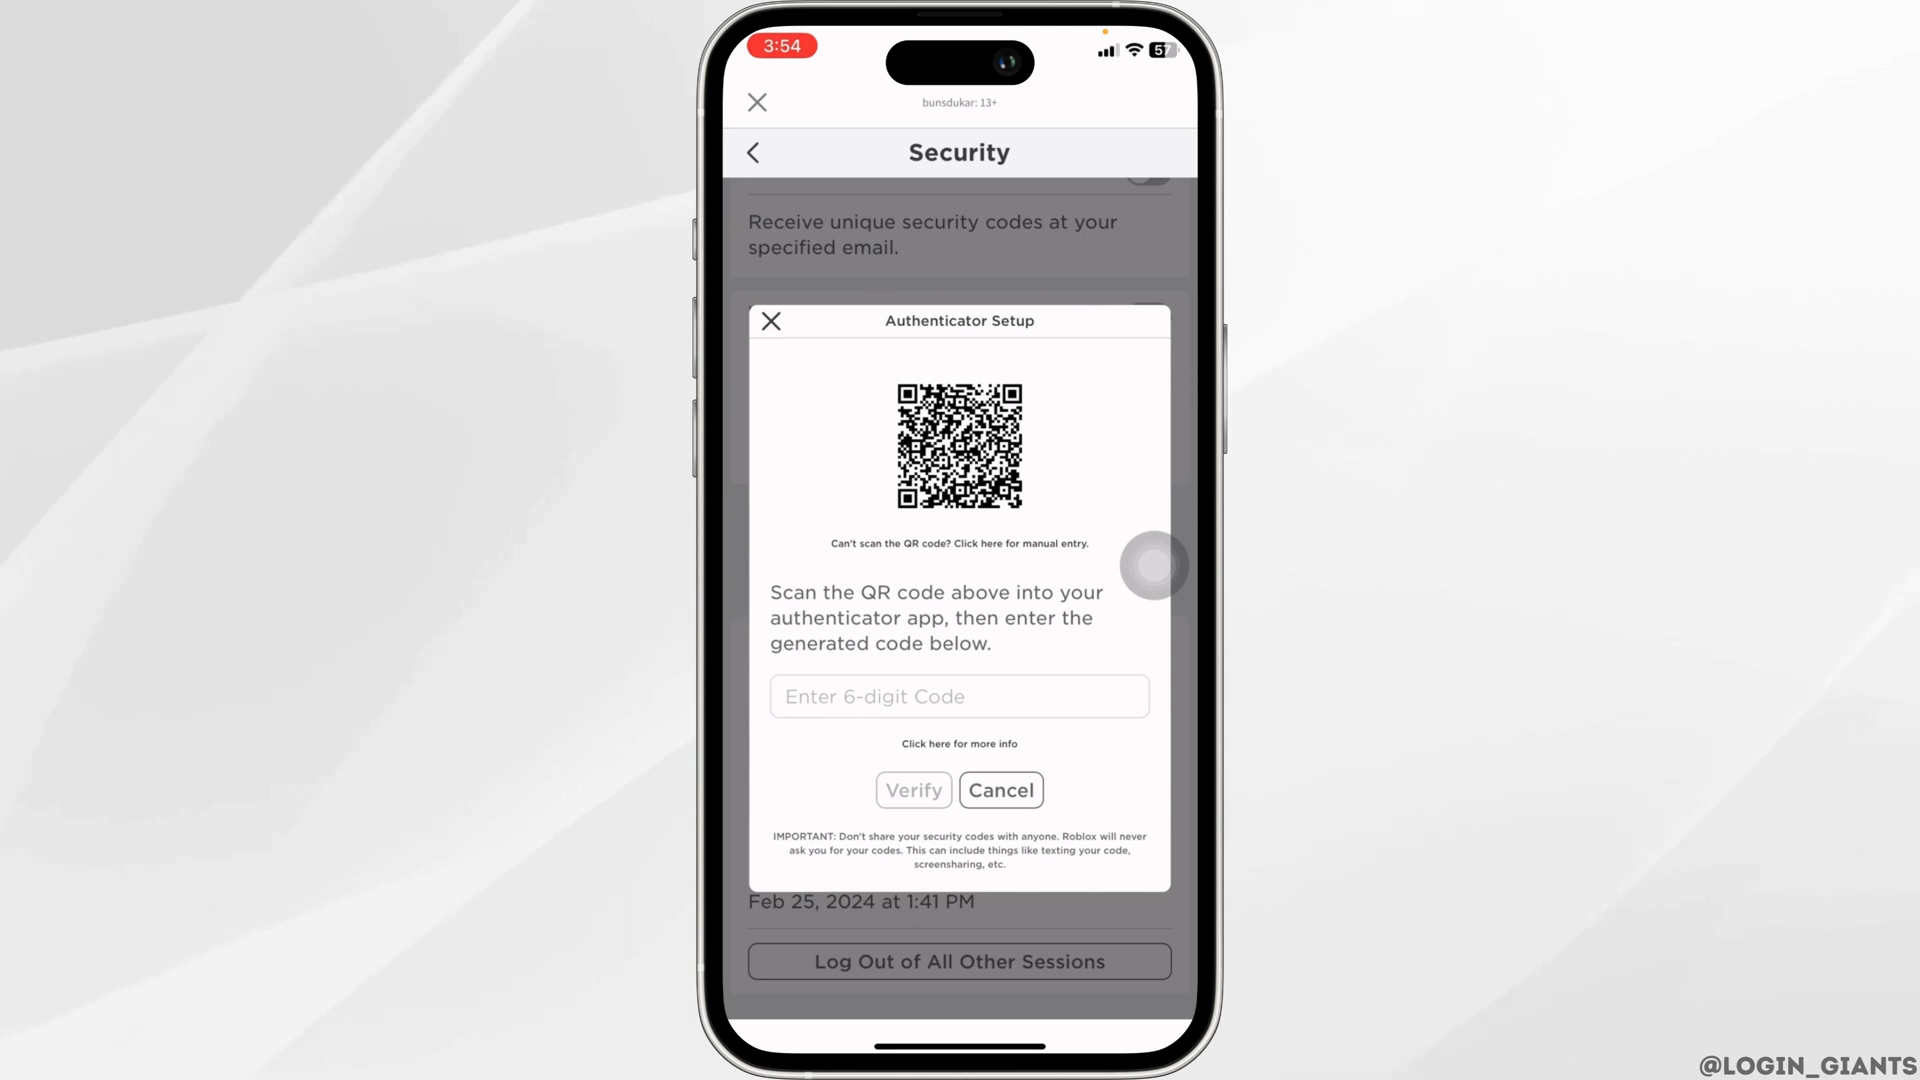 3:54
57
bunsdukar: 13+
Security
Receive unique security codes at your
specified email.
Authenticator Setup
Can't scan the QR code? Click here for manual entry.
Scan the QR code above into your
authenticator app, then enter the
generated code below.
Enter 6-digit Code
Click here for more info
Verify
Cancel
IMPORTANT: Don't share your security codes with anyone. Roblox will never
ask you for your codes. This can include things like texting your code,
screensharing, etc.
Feb 25, 2024 at 1:41 PM
Log Out of All Other Sessions
@LOGIN_GIANTS